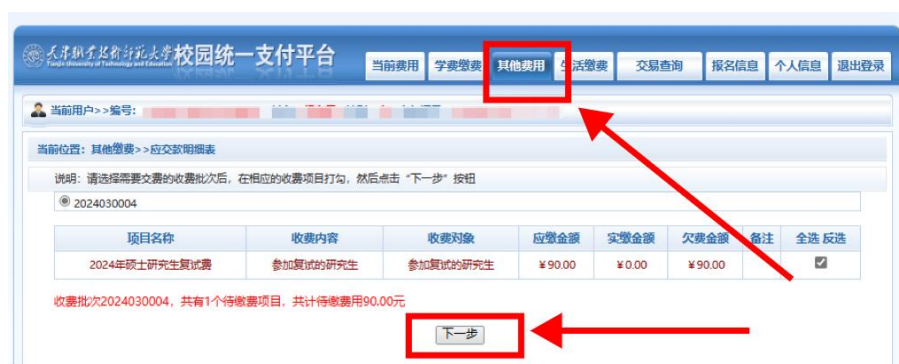 天津职业技术师范大学校园统一支付平台
Tianjin University of Technology and Education
当前费用 学费缴费 其他费用 生活缴费 交易查询 报名信息 个人信息 退出登录
当前用户>>编号:
当前位置: 其他缴费>>应交款明细表
说明: 请选择需要交费的收费批次后, 在相应的收费项目打勾, 然后点击 "下一步" 按钮
2024030004
项目名称 收费内容 收费对象 应缴金额 实缴金额 欠费金额 备注 全选 反选
2024年硕士研究生复试费 参加复试的研究生 参加复试的研究生 ¥90.00 ¥0.00 ¥90.00
收费批次2024030004, 共有1个待缴费项目, 共计待缴费用90.00元
下一步